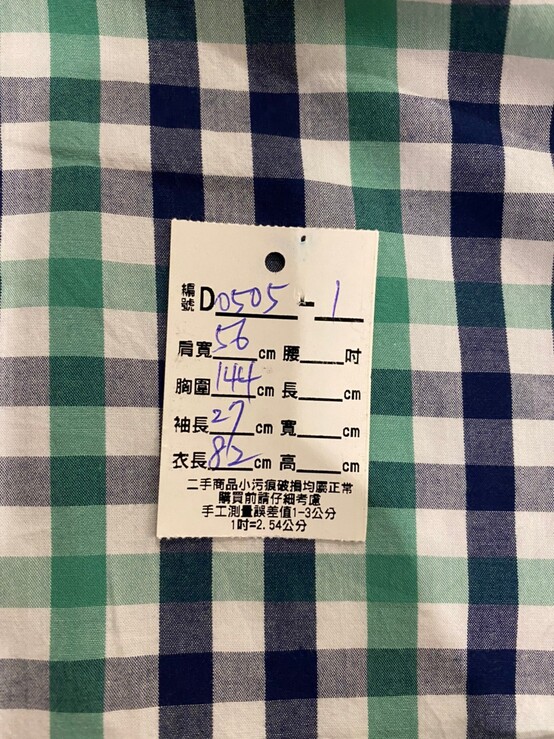 編號D0505-1
肩寬56cm 腰____吋
胸圍144cm 長____cm
袖長27cm 寬____cm
衣長82cm 高____cm
二手商品小污痕破損均屬正常
購買前請仔細考慮
手工測量誤差值1-3公分
1吋=2.54公分